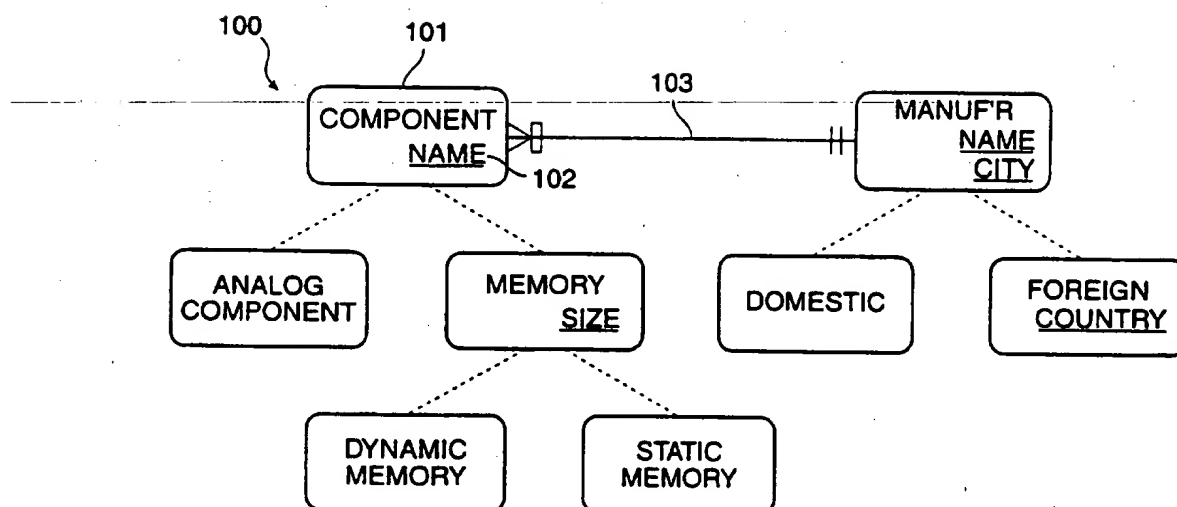 100
101
103
COMPONENT
NAME
102
MANUF'R
NAME
CITY
ANALOG
COMPONENT
MEMORY
SIZE
DOMESTIC
FOREIGN
COUNTRY
DYNAMIC
MEMORY
STATIC
MEMORY